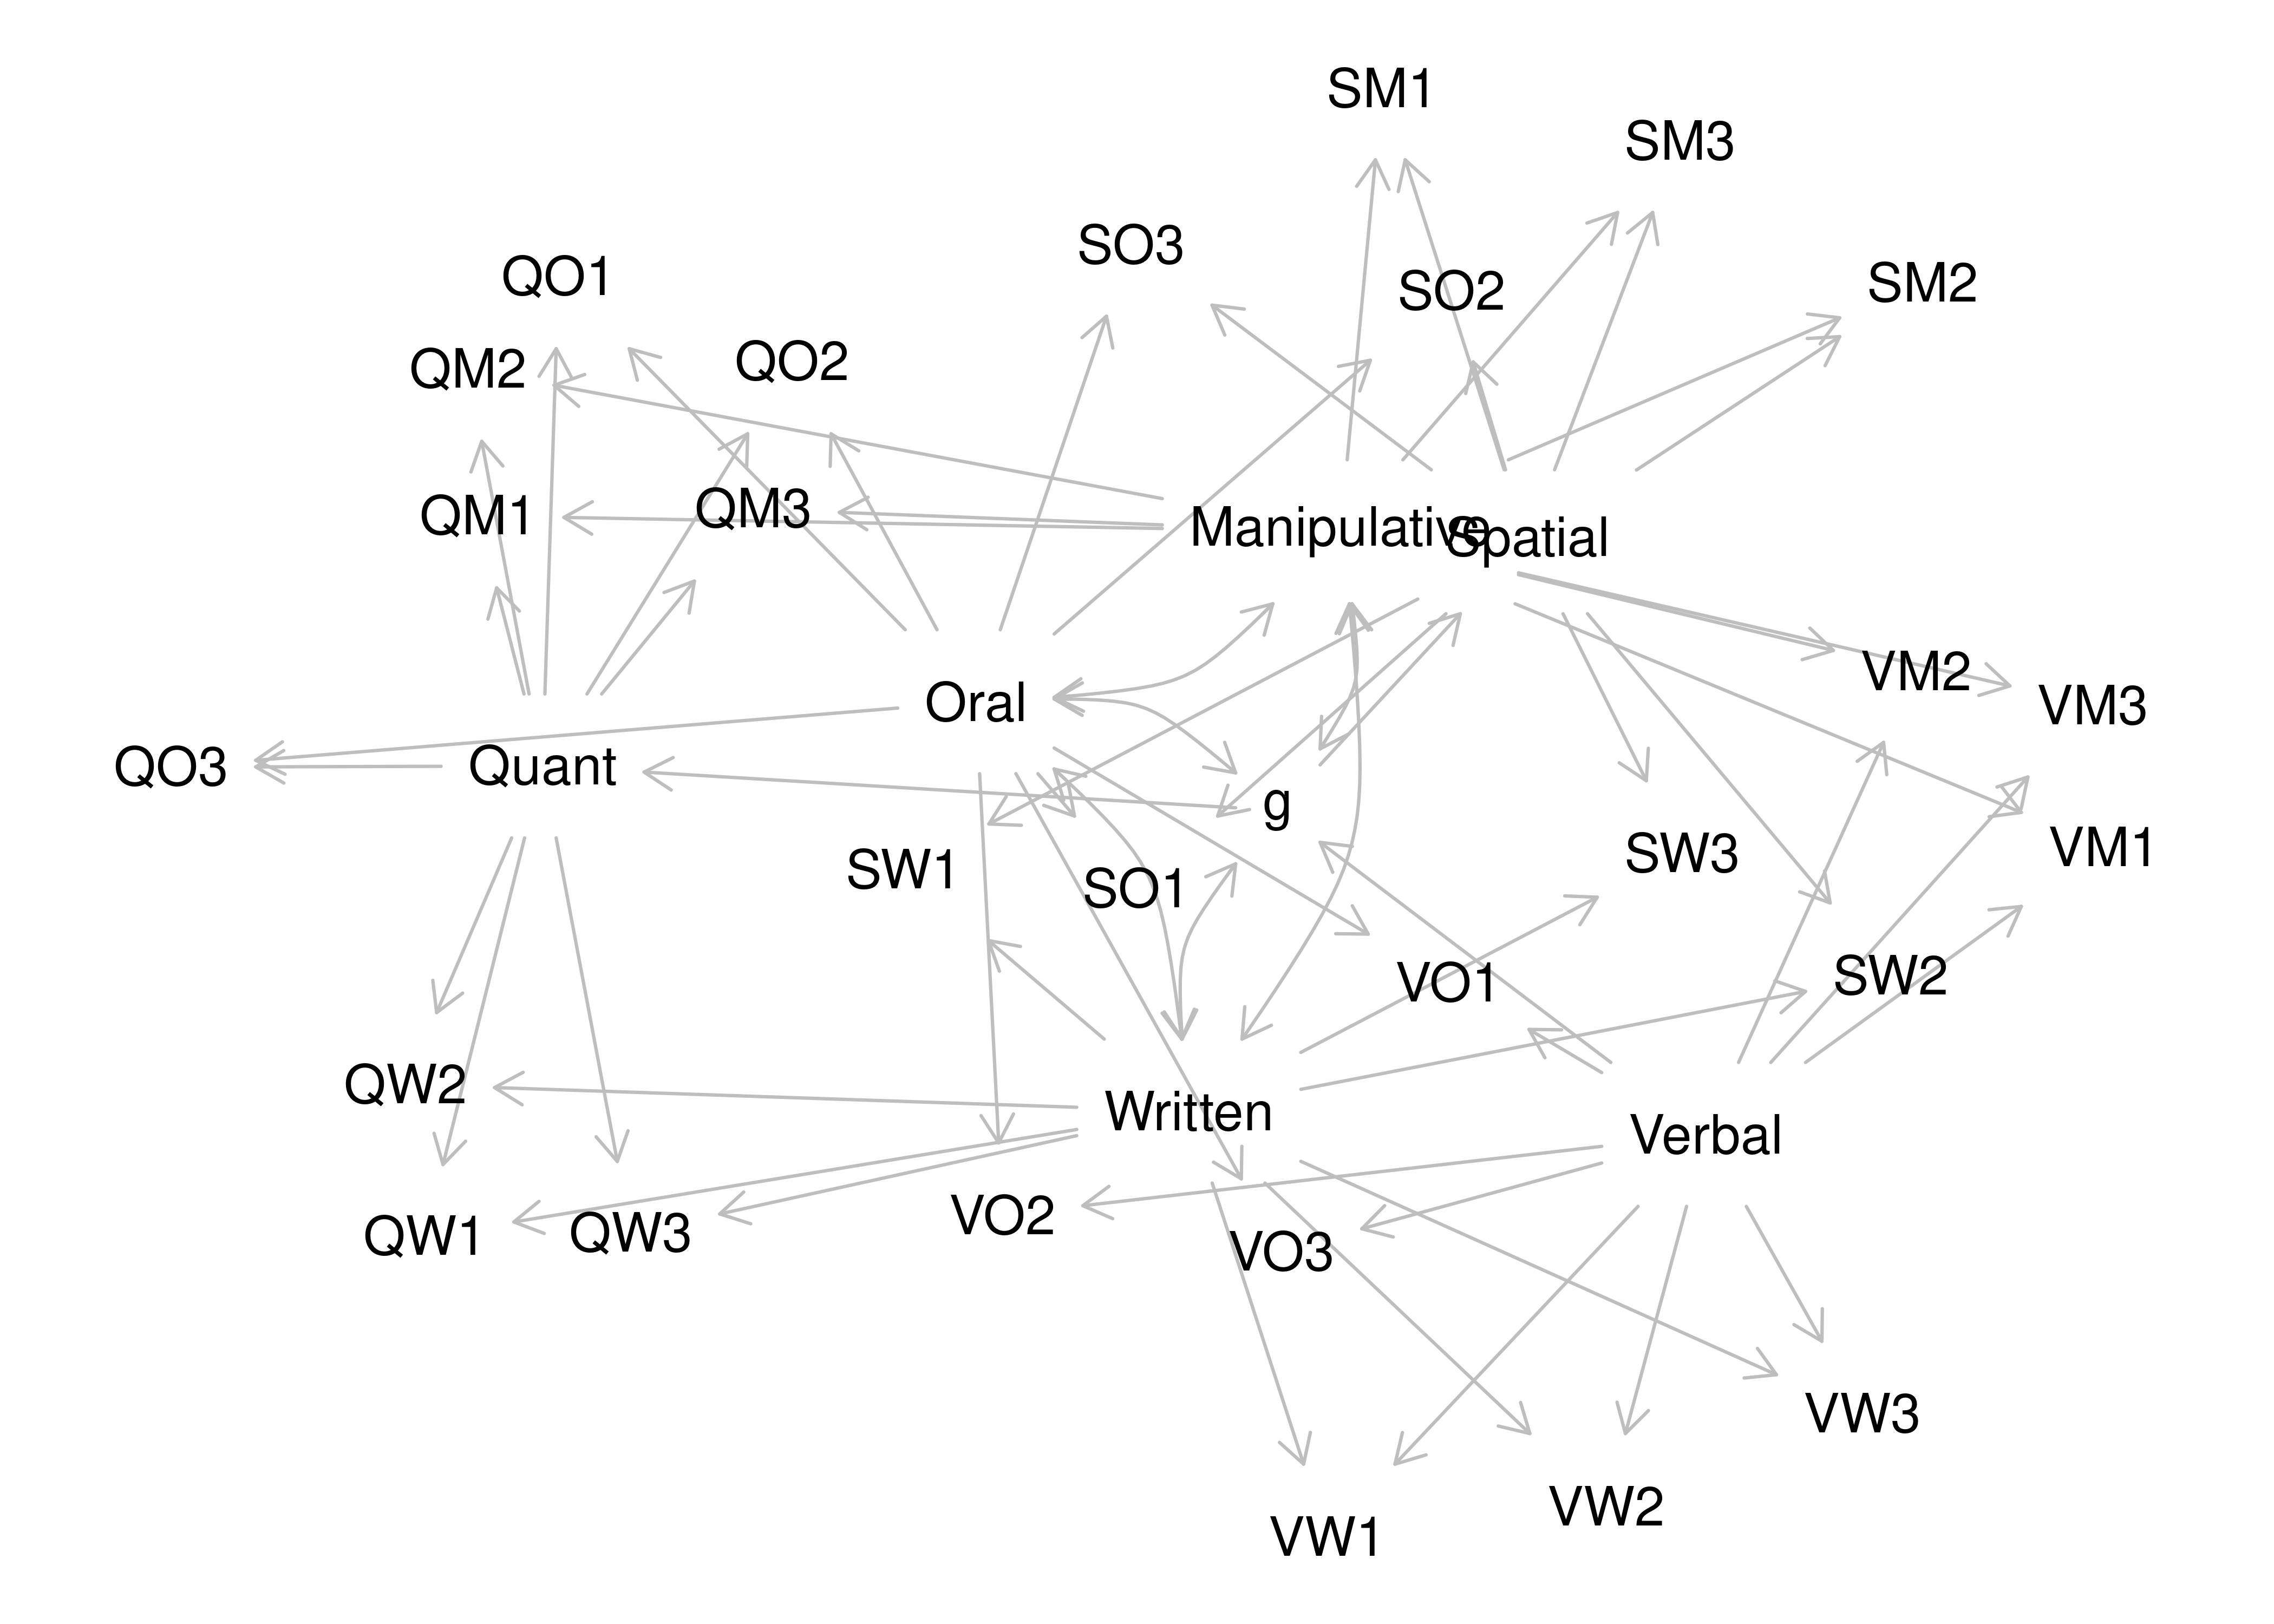 SM1
SM3
SO3
QO1
SO2
SM2
QM2
QO2
QM1
QM3
Manipulative
Spatial
VM2
Oral
VM3
QO3
Quant
g
SW1
SO1
SW3
VM1
VO1
SW2
QW2
Written
Verbal
QW1
QW3
VO2
VO3
VW3
VW2
VW1